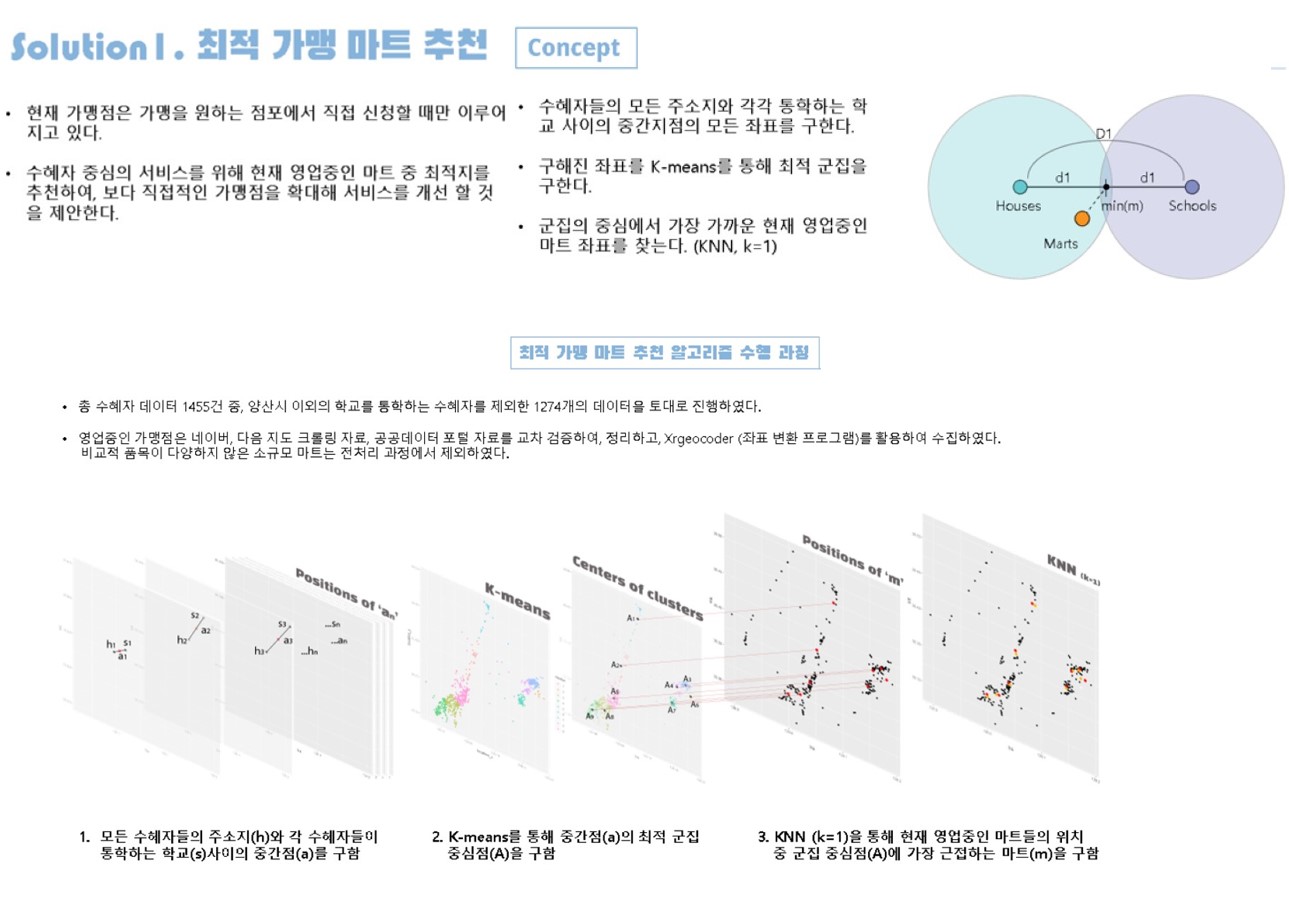 Solution1. 최적 가맹 마트 추천
Concept
• 현재 가맹점은 가맹을 원하는 점포에서 직접 신청할 때만 이루어
지고 있다.
• 수혜자 중심의 서비스를 위해 현재 영업중인 마트 중 최적지를
추천하여, 보다 직접적인 가맹점을 확대해 서비스를 개선 할 것
을 제안한다.
• 수혜자들의 모든 주소지와 각각 통학하는 학
교 사이의 중간지점의 모든 좌표를 구한다.
• 구해진 좌표를 K-means를 통해 최적 군집을
구한다.
• 군집의 중심에서 가장 가까운 현재 영업중인
마트 좌표를 찾는다. (KNN, k=1)
D1
d1
d1
Houses
min(m)
Schools
Marts
최적 가맹 마트 추천 알고리즘 수행 과정
• 총 수혜자 데이터 1455건 중, 양산시 이외의 학교를 통학하는 수혜자를 제외한 1274개의 데이터을 토대로 진행하였다.
• 영업중인 가맹점은 네이버, 다음 지도 크롤링 자료, 공공데이터 포털 자료를 교차 검증하여, 정리하고, Xrgeocoder (좌표 변환 프로그램)를 활용하여 수집하였다.
비교적 품목이 다양하지 않은 소규모 마트는 전처리 과정에서 제외하였다.
Positions of 'an'
h1
s1
a1
s2
h2
a2
s3
h3
a3
...sn
...an
...hn
K-means
Centers of clusters
A1
A2
A3
A4
A7
A8
A9
Positions of 'm'
KNN (k=1)
1. 모든 수혜자들의 주소지(h)와 각 수혜자들이
통학하는 학교(s)사이의 중간점(a)를 구함
2. K-means를 통해 중간점(a)의 최적 군집
중심점(A)을 구함
3. KNN (k=1)을 통해 현재 영업중인 마트들의 위치
중 군집 중심점(A)에 가장 근접하는 마트(m)을 구함